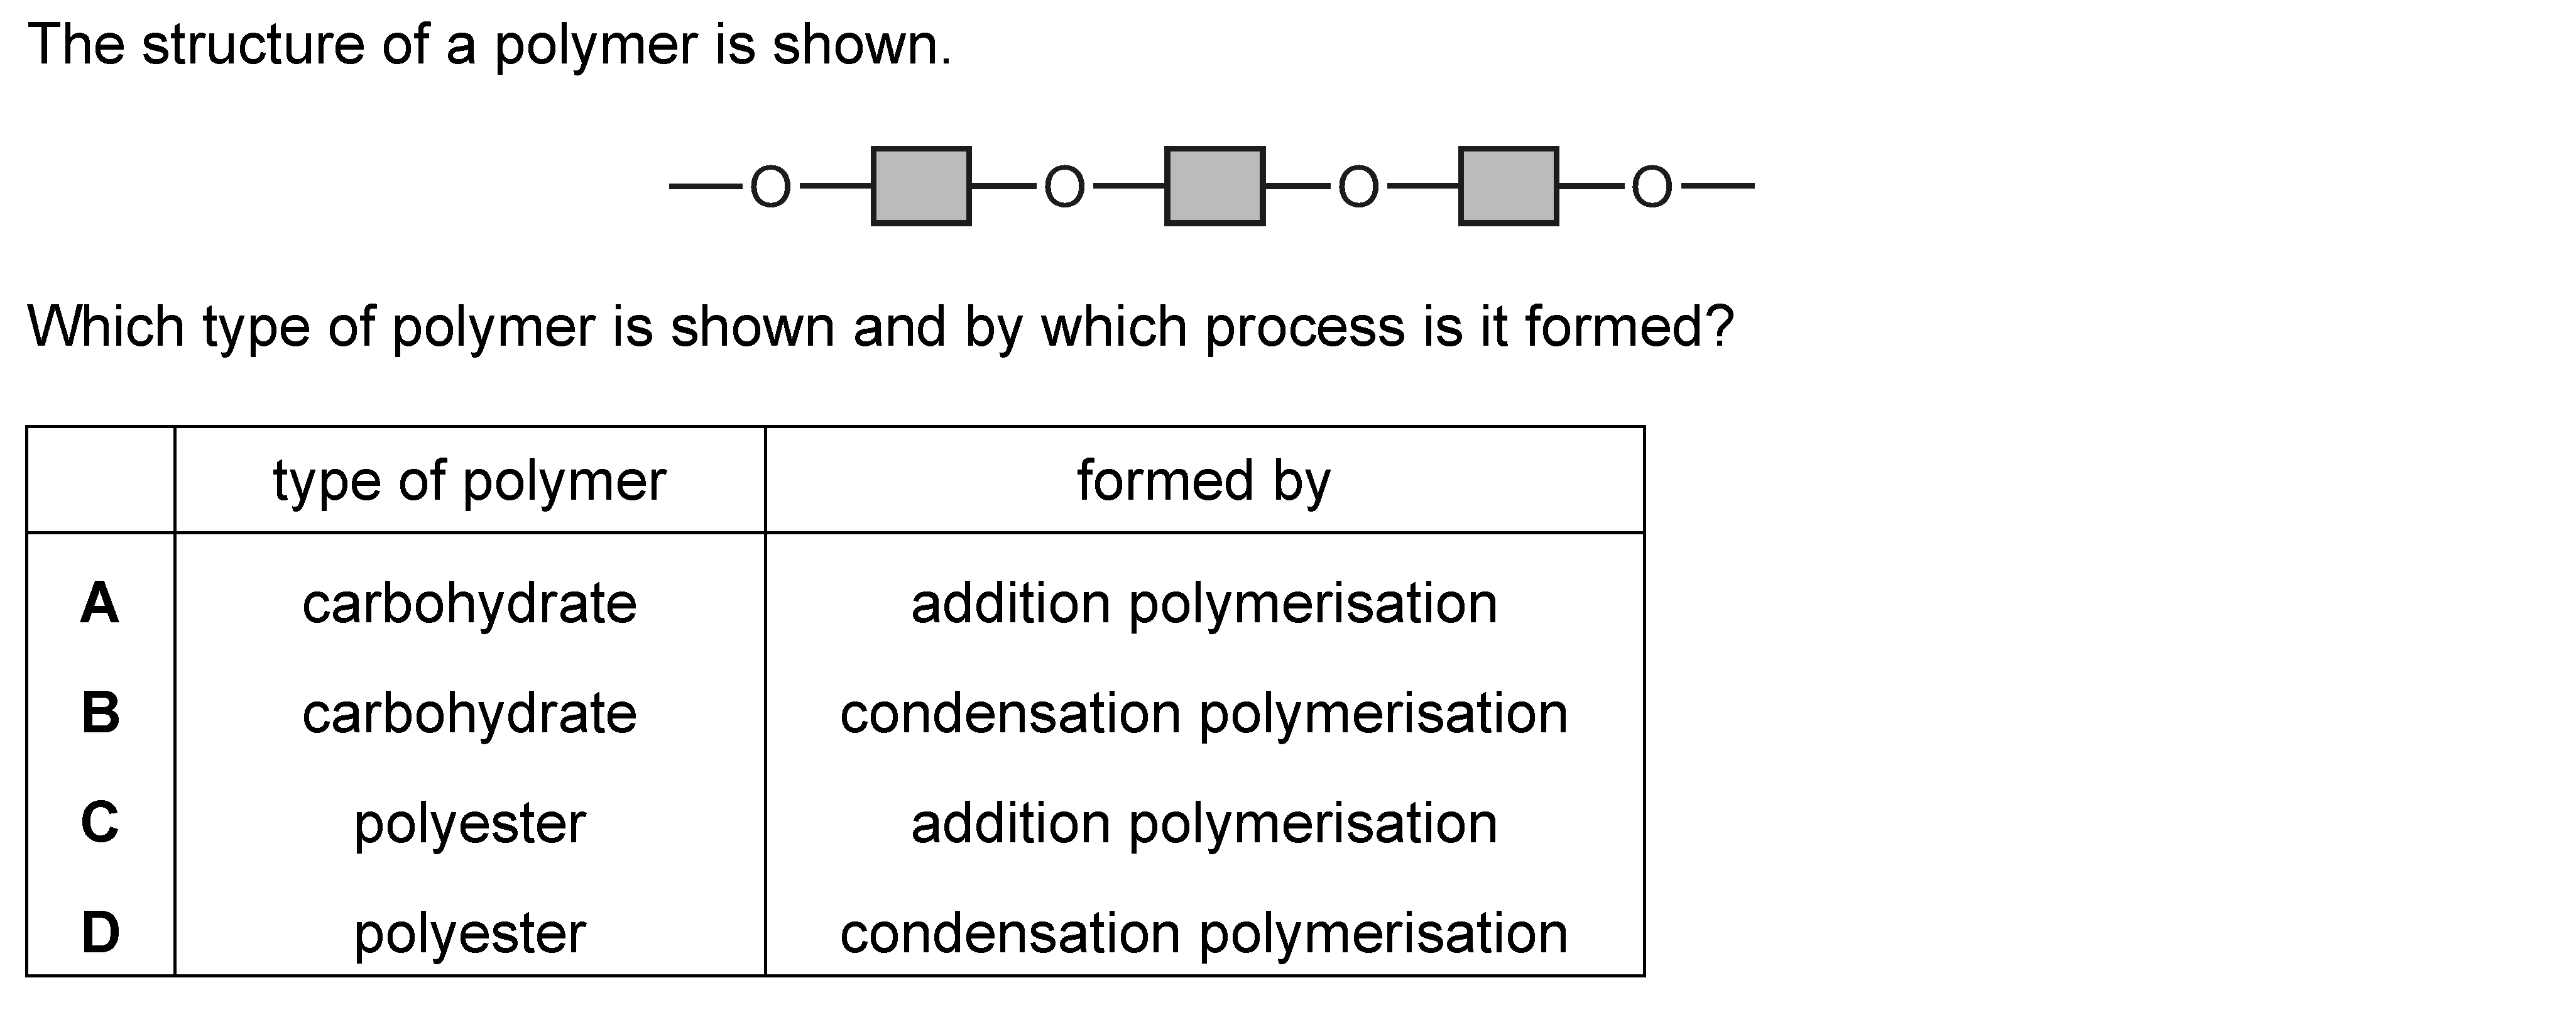 The structure of a polymer is shown.
O O O O
Which type of polymer is shown and by which process is it formed?
type of polymer formed by
A carbohydrate addition polymerisation
B carbohydrate condensation polymerisation
C polyester addition polymerisation
D polyester condensation polymerisation